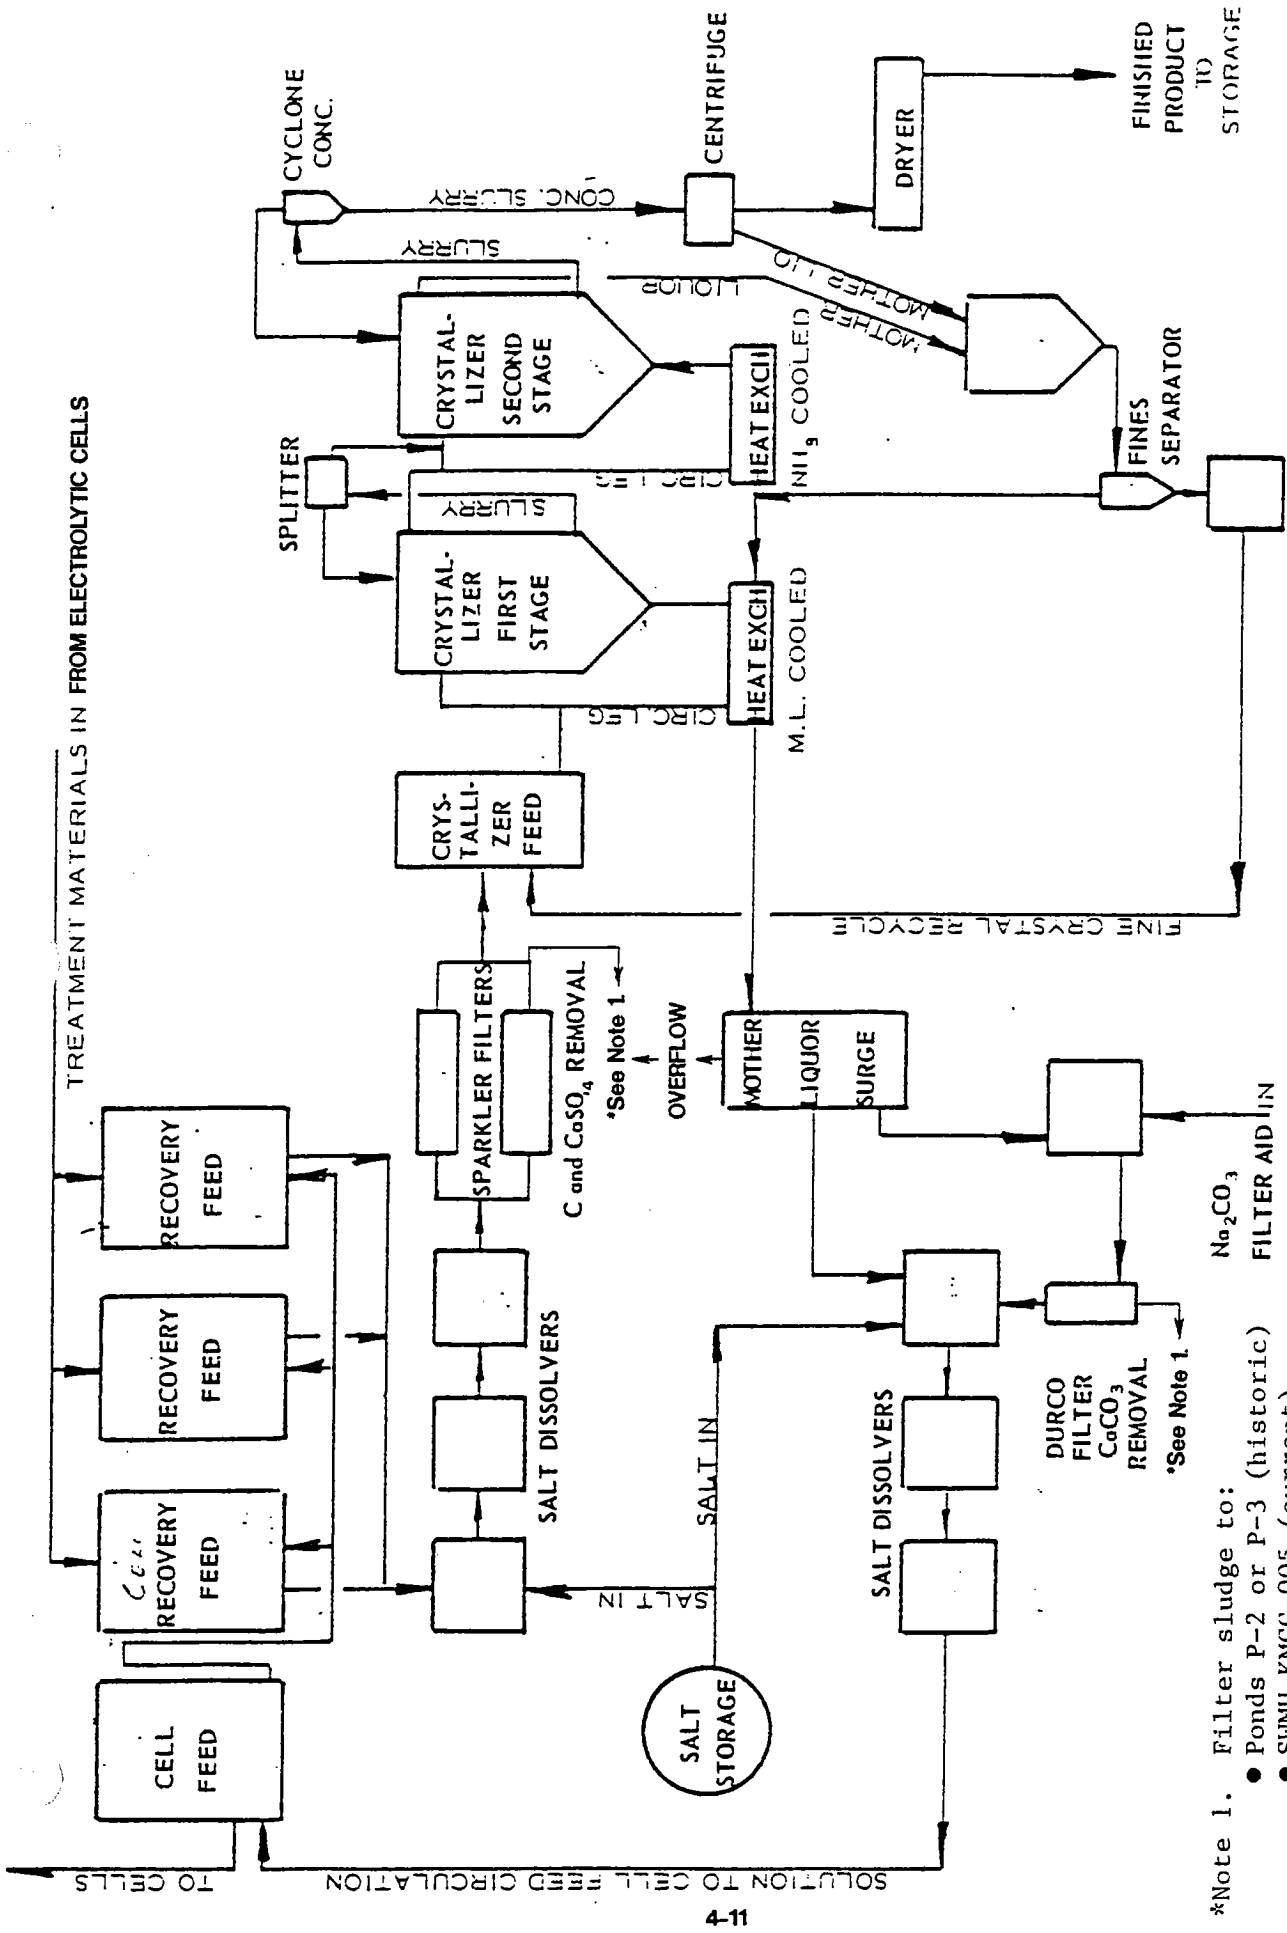 TREATMENT MATERIALS IN FROM ELECTROLYTIC CELLS
TO CELLS
CELL
FEED
RECOVERY
FEED
RECOVERY
FEED
RECOVERY
FEED
SPLITTER
CYCLONE
CONC.
SALT DISSOLVERS
SPARKLER FILTERS
C and CaSO4 REMOVAL
*See Note 1.
CRYS-
TALLI-
ZER
FEED
CRYSTAL-
LIZER
FIRST
STAGE
SLURRY
CRYSTAL-
LIZER
SECOND
STAGE
SLURRY
CONC. SLURRY
CIRC. LEG
CIRC. LEG
HEAT EXCH
M.L. COOLED
HEAT EXCH
NH3 COOLED
MOTHER
LIQUOR
MOTHER LIQ
CENTRIFUGE
DRYER
FINISHED
PRODUCT
TO
STORAGE
FINES
SEPARATOR
FINE CRYSTAL RECYCLE
SALT
STORAGE
SALT IN
SALT IN
OVERFLOW
MOTHER
LIQUOR
SURGE
SALT DISSOLVERS
SOLUTION TO CELL FEED CIRCULATION
DURCO
FILTER
CaCO3
REMOVAL
*See Note 1.
Na2CO3
FILTER AID IN
*Note 1. Filter sludge to:
● Ponds P-2 or P-3 (historic)
4-11